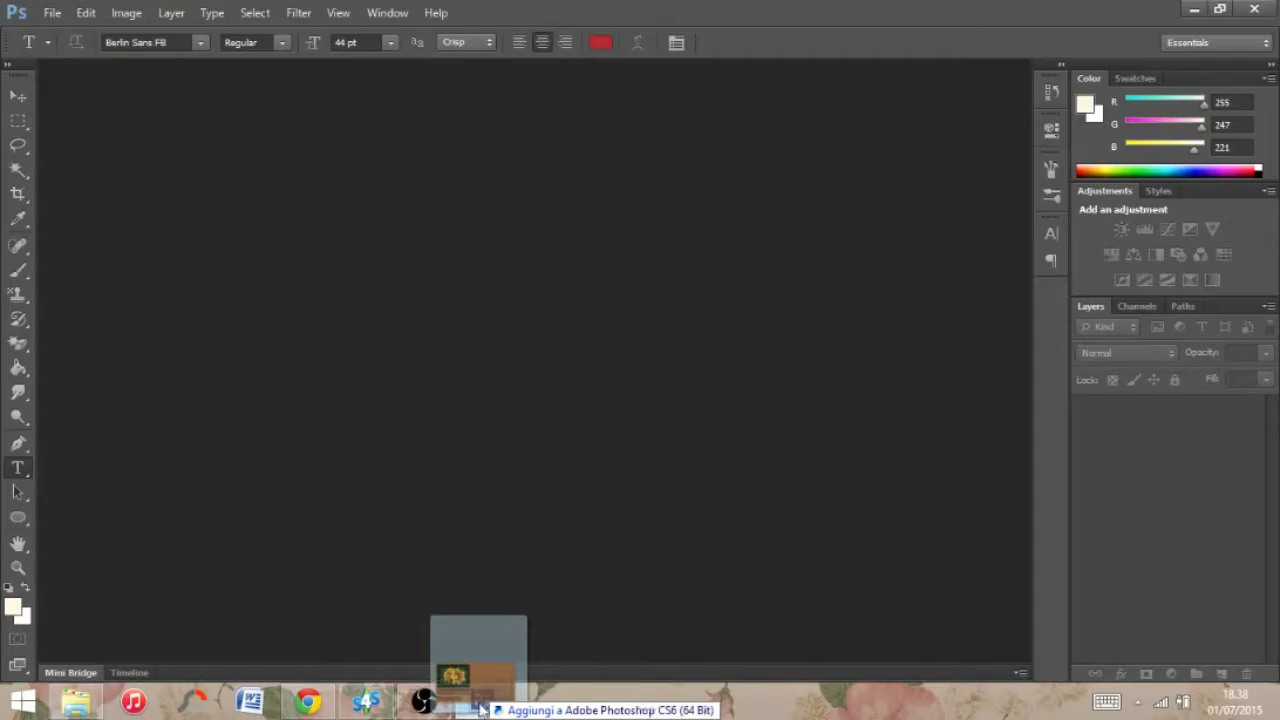 Ps File Edit Image Layer Type Select Filter View Window Help
T Berlin Sans FB Regular T 44 pt aa Crisp Essentials
Color Swatches
R 255
G 247
B 221
Adjustments Styles
Add an adjustment
A
Layers Channels Paths
Kind T
Normal Opacity:
Lock: Fill:
T
Mini Bridge Timeline
Aggiungi a Adobe Photoshop CS6 (64 Bit)
18.38
01/07/2015